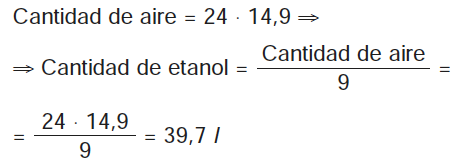 Cantidad de aire = 24 · 14,9 ⇒
⇒ Cantidad de etanol = Cantidad de aire / 9 =
= 24 · 14,9 / 9 = 39,7 l